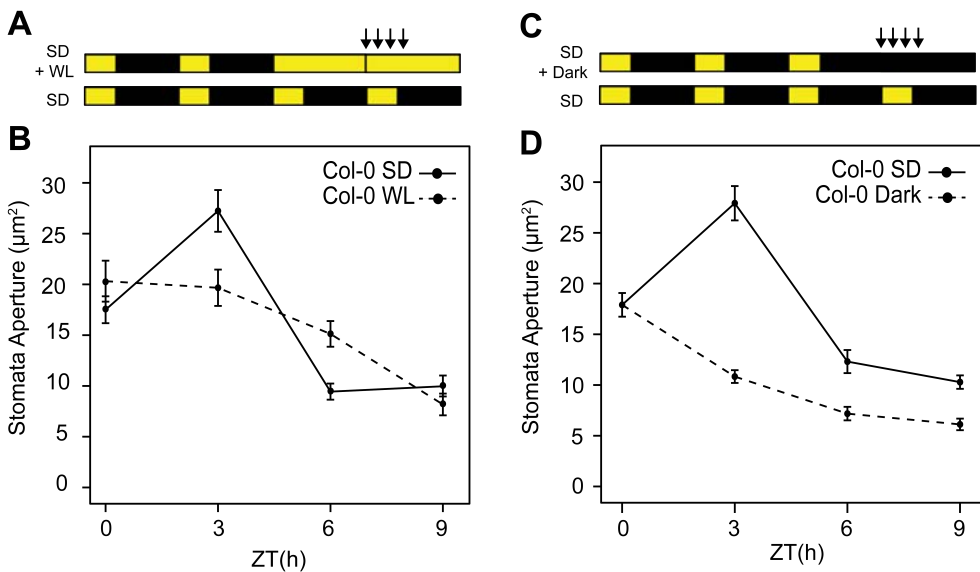 A
SD
+ WL
SD
B
Stomata Aperture (μm²)
30
25
20
15
10
5
0
Col-0 SD
Col-0 WL
0 3 6 9
ZT(h)
C
SD
+ Dark
SD
D
Stomata Aperture (μm²)
30
25
20
15
10
5
0
Col-0 SD
Col-0 Dark
0 3 6 9
ZT(h)